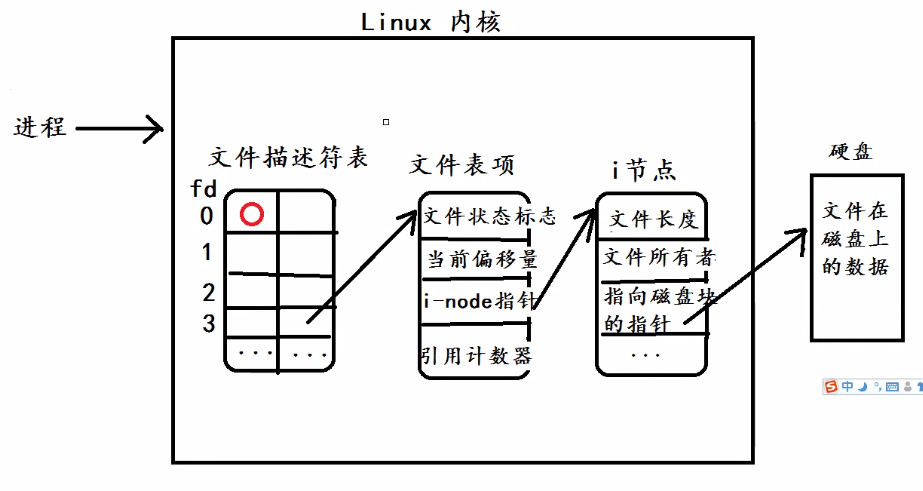 Linux 内核
进程
文件描述符表
fd
0
1
2
3
... ...
文件表项
文件状态标志
当前偏移量
i-node指针
引用计数器
i节点
文件长度
文件所有者
指向磁盘块
的指针
...
硬盘
文件在
磁盘上
的数据
S中